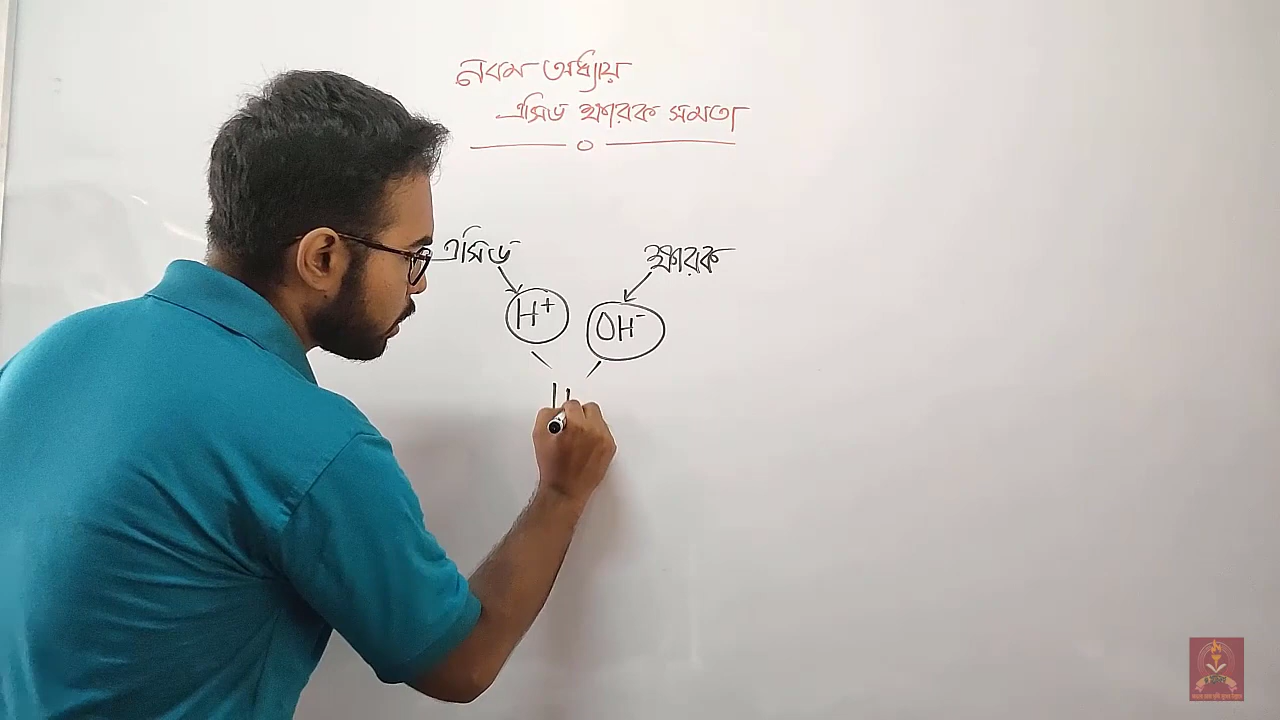 নবম অধ্যায়
এসিড ক্ষারক সমতা
এসিড ক্ষারক
H⁺ OH⁻